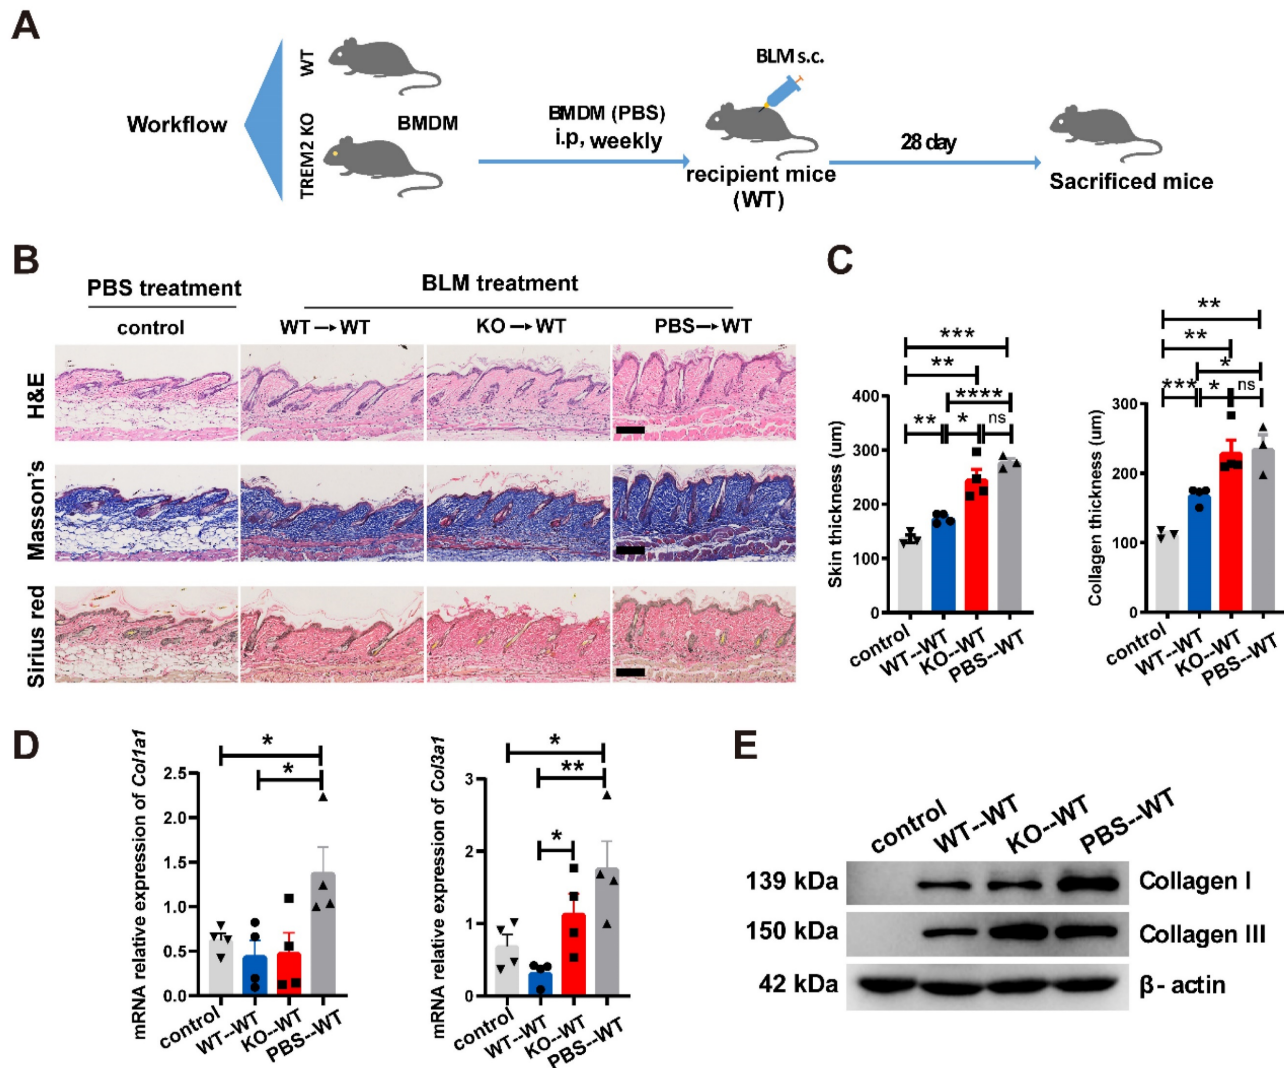 A
Workflow
WT
TREM2 KO
BMDM
BMDM (PBS)
i.p, weekly
BLM s.c.
recipient mice
(WT)
28 day
Sacrificed mice
B
PBS treatment
BLM treatment
control
WT → WT
KO → WT
PBS → WT
H&E
Masson's
Sirius red
C
***
**
****
** * ns
Skin thickness (um)
400
300
200
100
0
control
WT--WT
KO--WT
PBS--WT
**
**
*
*** * ns
Collagen thickness (um)
300
200
100
0
control
WT--WT
KO--WT
PBS--WT
D
*
*
mRNA relative expression of Col1a1
2.5
2.0
1.5
1.0
0.5
0.0
control
WT--WT
KO--WT
PBS--WT
*
**
*
mRNA relative expression of Col3a1
3
2
1
0
control
WT--WT
KO--WT
PBS--WT
E
control
WT--WT
KO--WT
PBS--WT
139 kDa Collagen I
150 kDa Collagen III
42 kDa β- actin